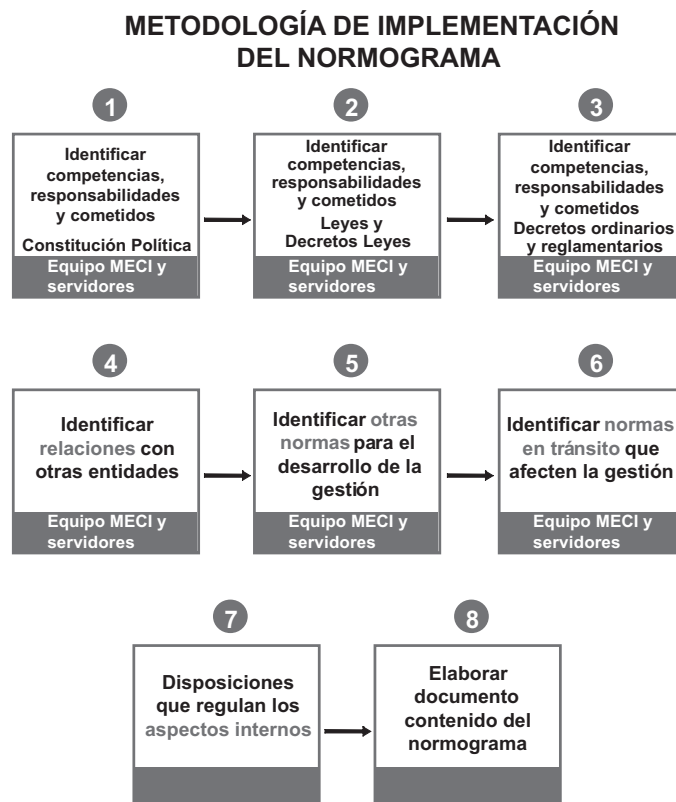 METODOLOGÍA DE IMPLEMENTACIÓN
DEL NORMOGRAMA
1
Identificar
competencias,
responsabilidades
y cometidos
Constitución Política
Equipo MECI y
servidores
2
Identificar
competencias,
responsabilidades
y cometidos
Leyes y
Decretos Leyes
Equipo MECI y
servidores
3
Identificar
competencias,
responsabilidades
y cometidos
Decretos ordinarios
y reglamentarios
Equipo MECI y
servidores
4
Identificar
relaciones con
otras entidades
Equipo MECI y
servidores
5
Identificar otras
normas para el
desarrollo de la
gestión
Equipo MECI y
servidores
6
Identificar normas
en tránsito que
afecten la gestión
Equipo MECI y
servidores
7
Disposiciones
que regulan los
aspectos internos
8
Elaborar
documento
contenido del
normograma